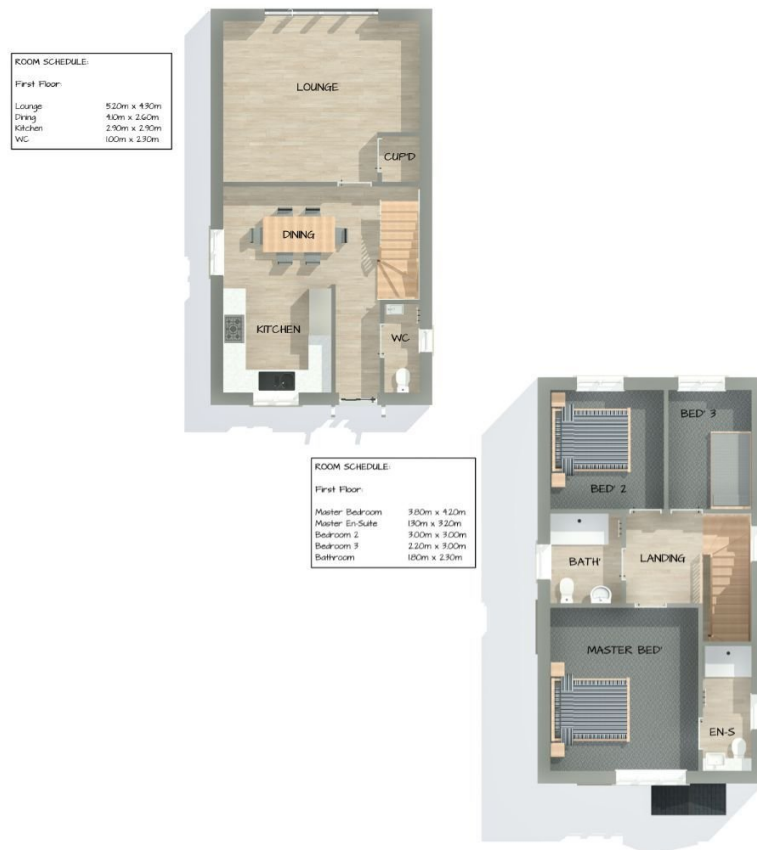 ROOM SCHEDULE:
First Floor:
Lounge 5.20m x 4.30m
Dining 4.10m x 2.60m
Kitchen 2.90m x 2.90m
WC 1.00m x 2.30m
LOUNGE
CUP'D
DINING
KITCHEN
WC
ROOM SCHEDULE:
First Floor:
Master Bedroom 3.80m x 4.20m
Master En-Suite 1.30m x 3.20m
Bedroom 2 3.00m x 3.00m
Bedroom 3 2.20m x 3.00m
Bathroom 1.80m x 2.30m
BED' 3
BED' 2
BATH'
LANDING
MASTER BED'
EN-S